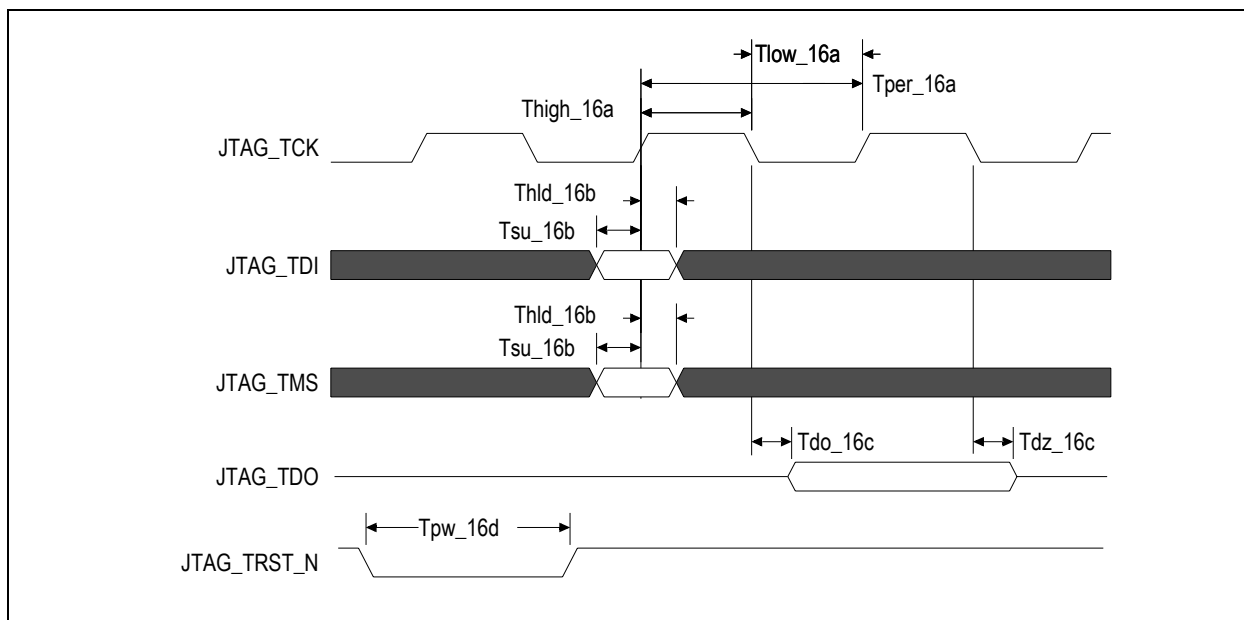 Tlow_16a
Tper_16a
Thigh_16a
JTAG_TCK
Thld_16b
Tsu_16b
JTAG_TDI
Thld_16b
Tsu_16b
JTAG_TMS
Tdo_16c
Tdz_16c
JTAG_TDO
Tpw_16d
JTAG_TRST_N